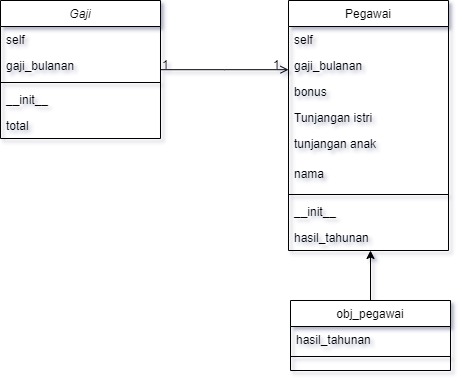 Gaji
self
gaji_bulanan
__init__
total
1
1
Pegawai
self
gaji_bulanan
bonus
Tunjangan istri
tunjangan anak
nama
__init__
hasil_tahunan
obj_pegawai
hasil_tahunan